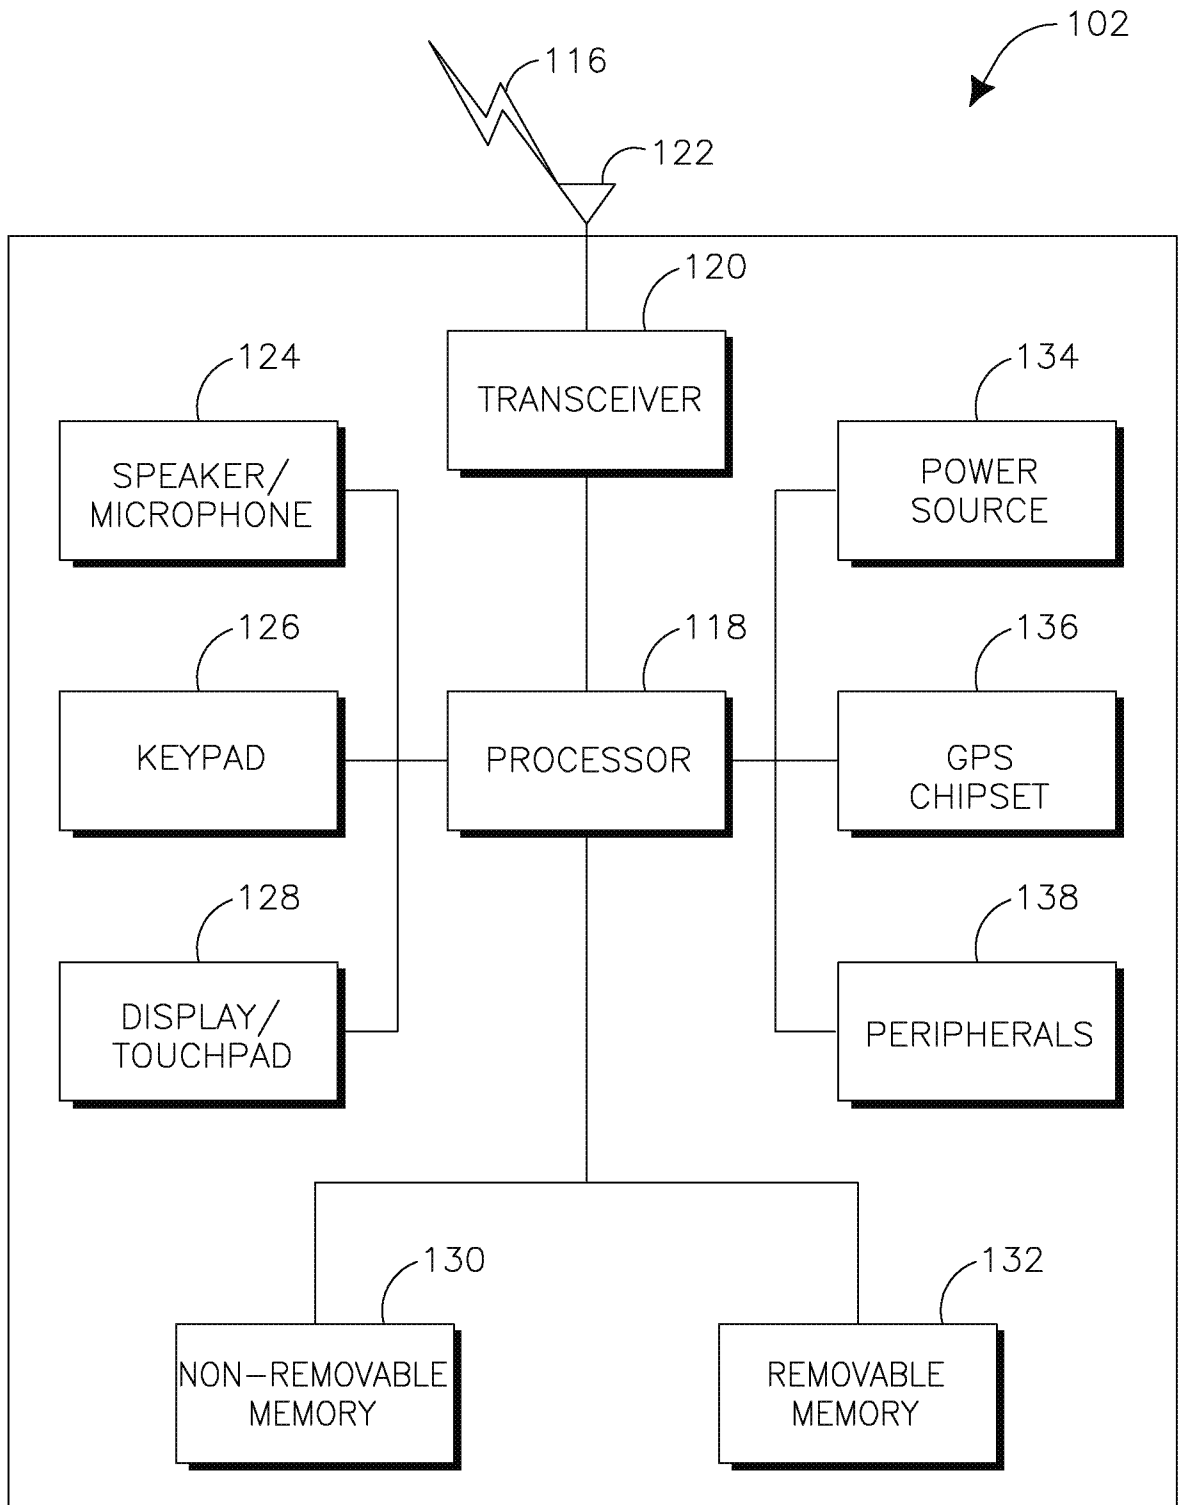 102
116
122
120
TRANSCEIVER
124
SPEAKER/
MICROPHONE
134
POWER
SOURCE
126
KEYPAD
118
PROCESSOR
136
GPS
CHIPSET
128
DISPLAY/
TOUCHPAD
138
PERIPHERALS
130
NON-REMOVABLE
MEMORY
132
REMOVABLE
MEMORY